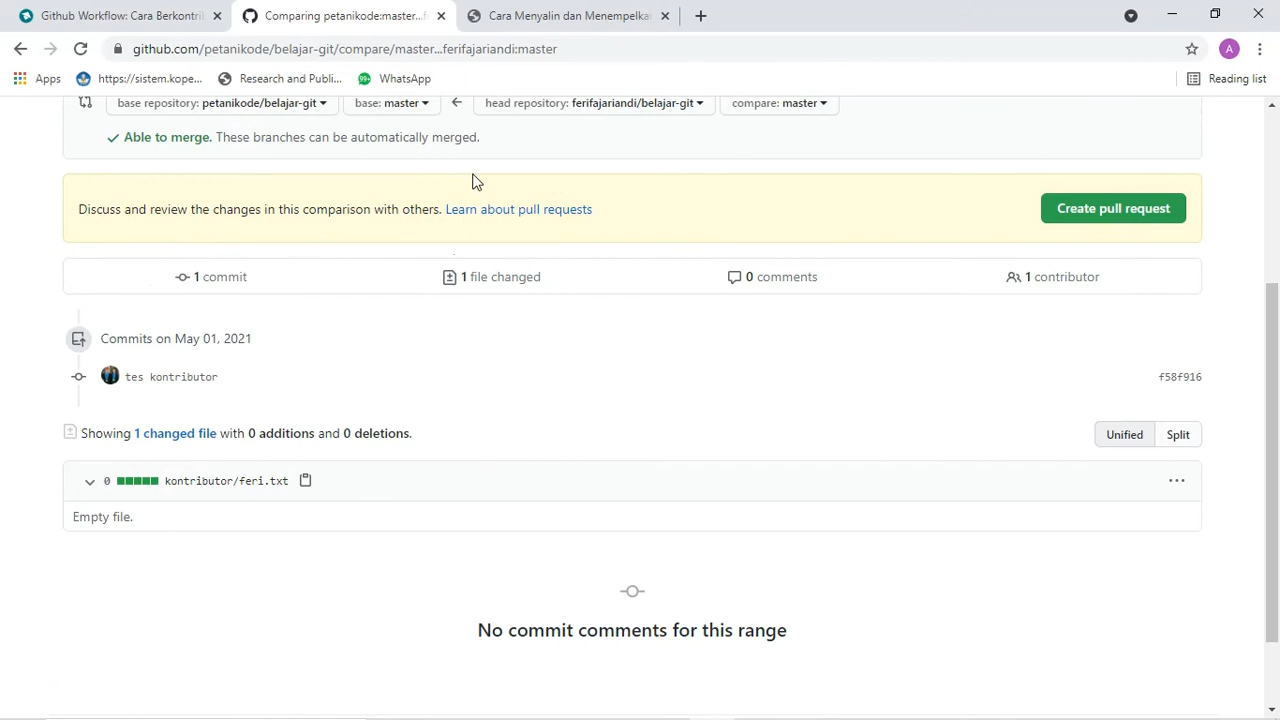 Github Workflow: Cara Berkontrib
Comparing petanikode:master...f
Cara Menyalin dan Menempelka
github.com/petanikode/belajar-git/compare/master...ferifajariandi:master
A
Apps
https://sistem.kope...
Research and Publi...
99+
WhatsApp
Reading list
base repository: petanikode/belajar-git
base: master
head repository: ferifajariandi/belajar-git
compare: master
Able to merge. These branches can be automatically merged.
Discuss and review the changes in this comparison with others. Learn about pull requests
Create pull request
1 commit
1 file changed
0 comments
1 contributor
Commits on May 01, 2021
tes kontributor
f58f916
Showing 1 changed file with 0 additions and 0 deletions.
Unified
Split
0 kontributor/feri.txt
Empty file.
No commit comments for this range